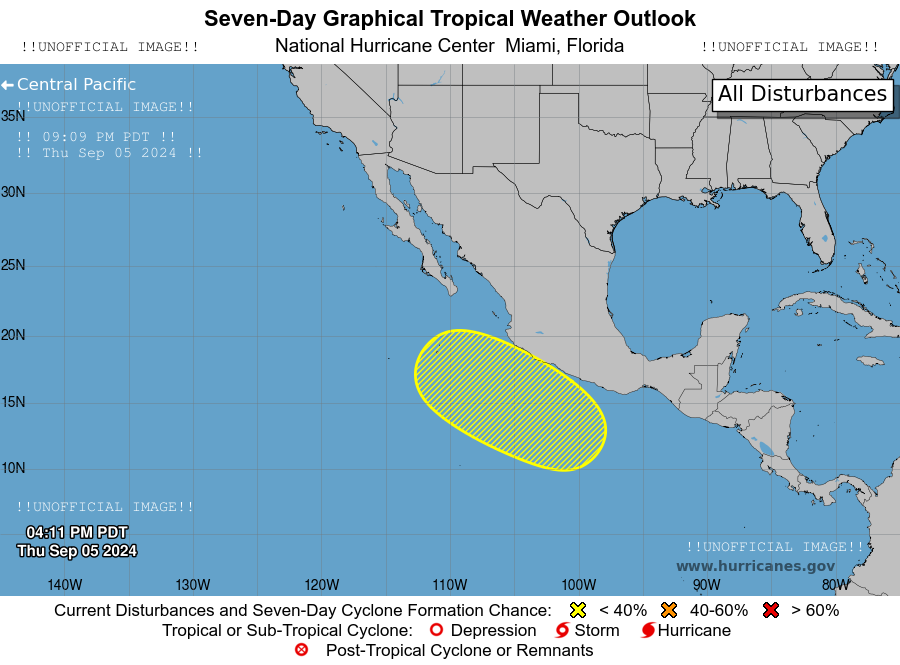 Seven-Day Graphical Tropical Weather Outlook
!!UNOFFICIAL IMAGE!! National Hurricane Center Miami, Florida !!UNOFFICIAL IMAGE!!
Central Pacific
All Disturbances
!!UNOFFICIAL IMAGE!!
35N
!! 09:09 PM PDT !!
!! Thu Sep 05 2024 !!
30N
25N
20N
15N
10N
!!UNOFFICIAL IMAGE!!
04:11 PM PDT
Thu Sep 05 2024
!!UNOFFICIAL IMAGE!!
www.hurricanes.gov
140W 130W 120W 110W 100W 90W 80W
Current Disturbances and Seven-Day Cyclone Formation Chance: < 40% 40-60% > 60%
Tropical or Sub-Tropical Cyclone: Depression Storm Hurricane
Post-Tropical Cyclone or Remnants